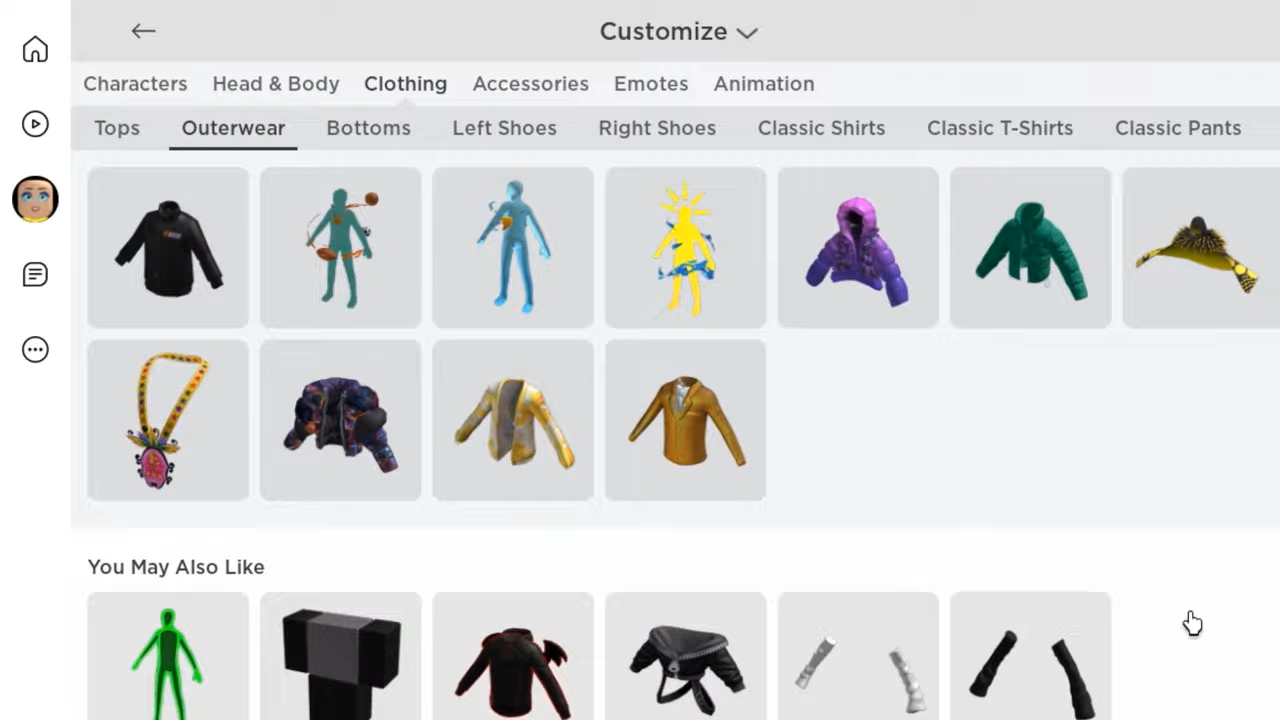 Customize
Characters Head & Body Clothing Accessories Emotes Animation
Tops Outerwear Bottoms Left Shoes Right Shoes Classic Shirts Classic T-Shirts Classic Pants
You May Also Like